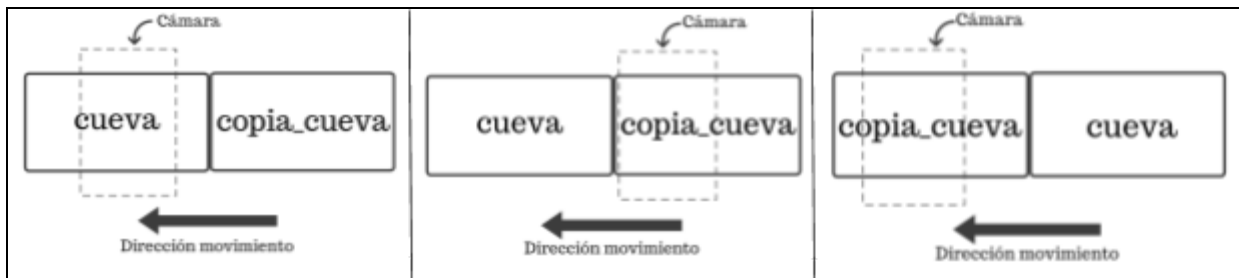 Cámara
cueva
copia_cueva
Dirección movimiento
Cámara
cueva
copia_cueva
Dirección movimiento
Cámara
copia_cueva
cueva
Dirección movimiento